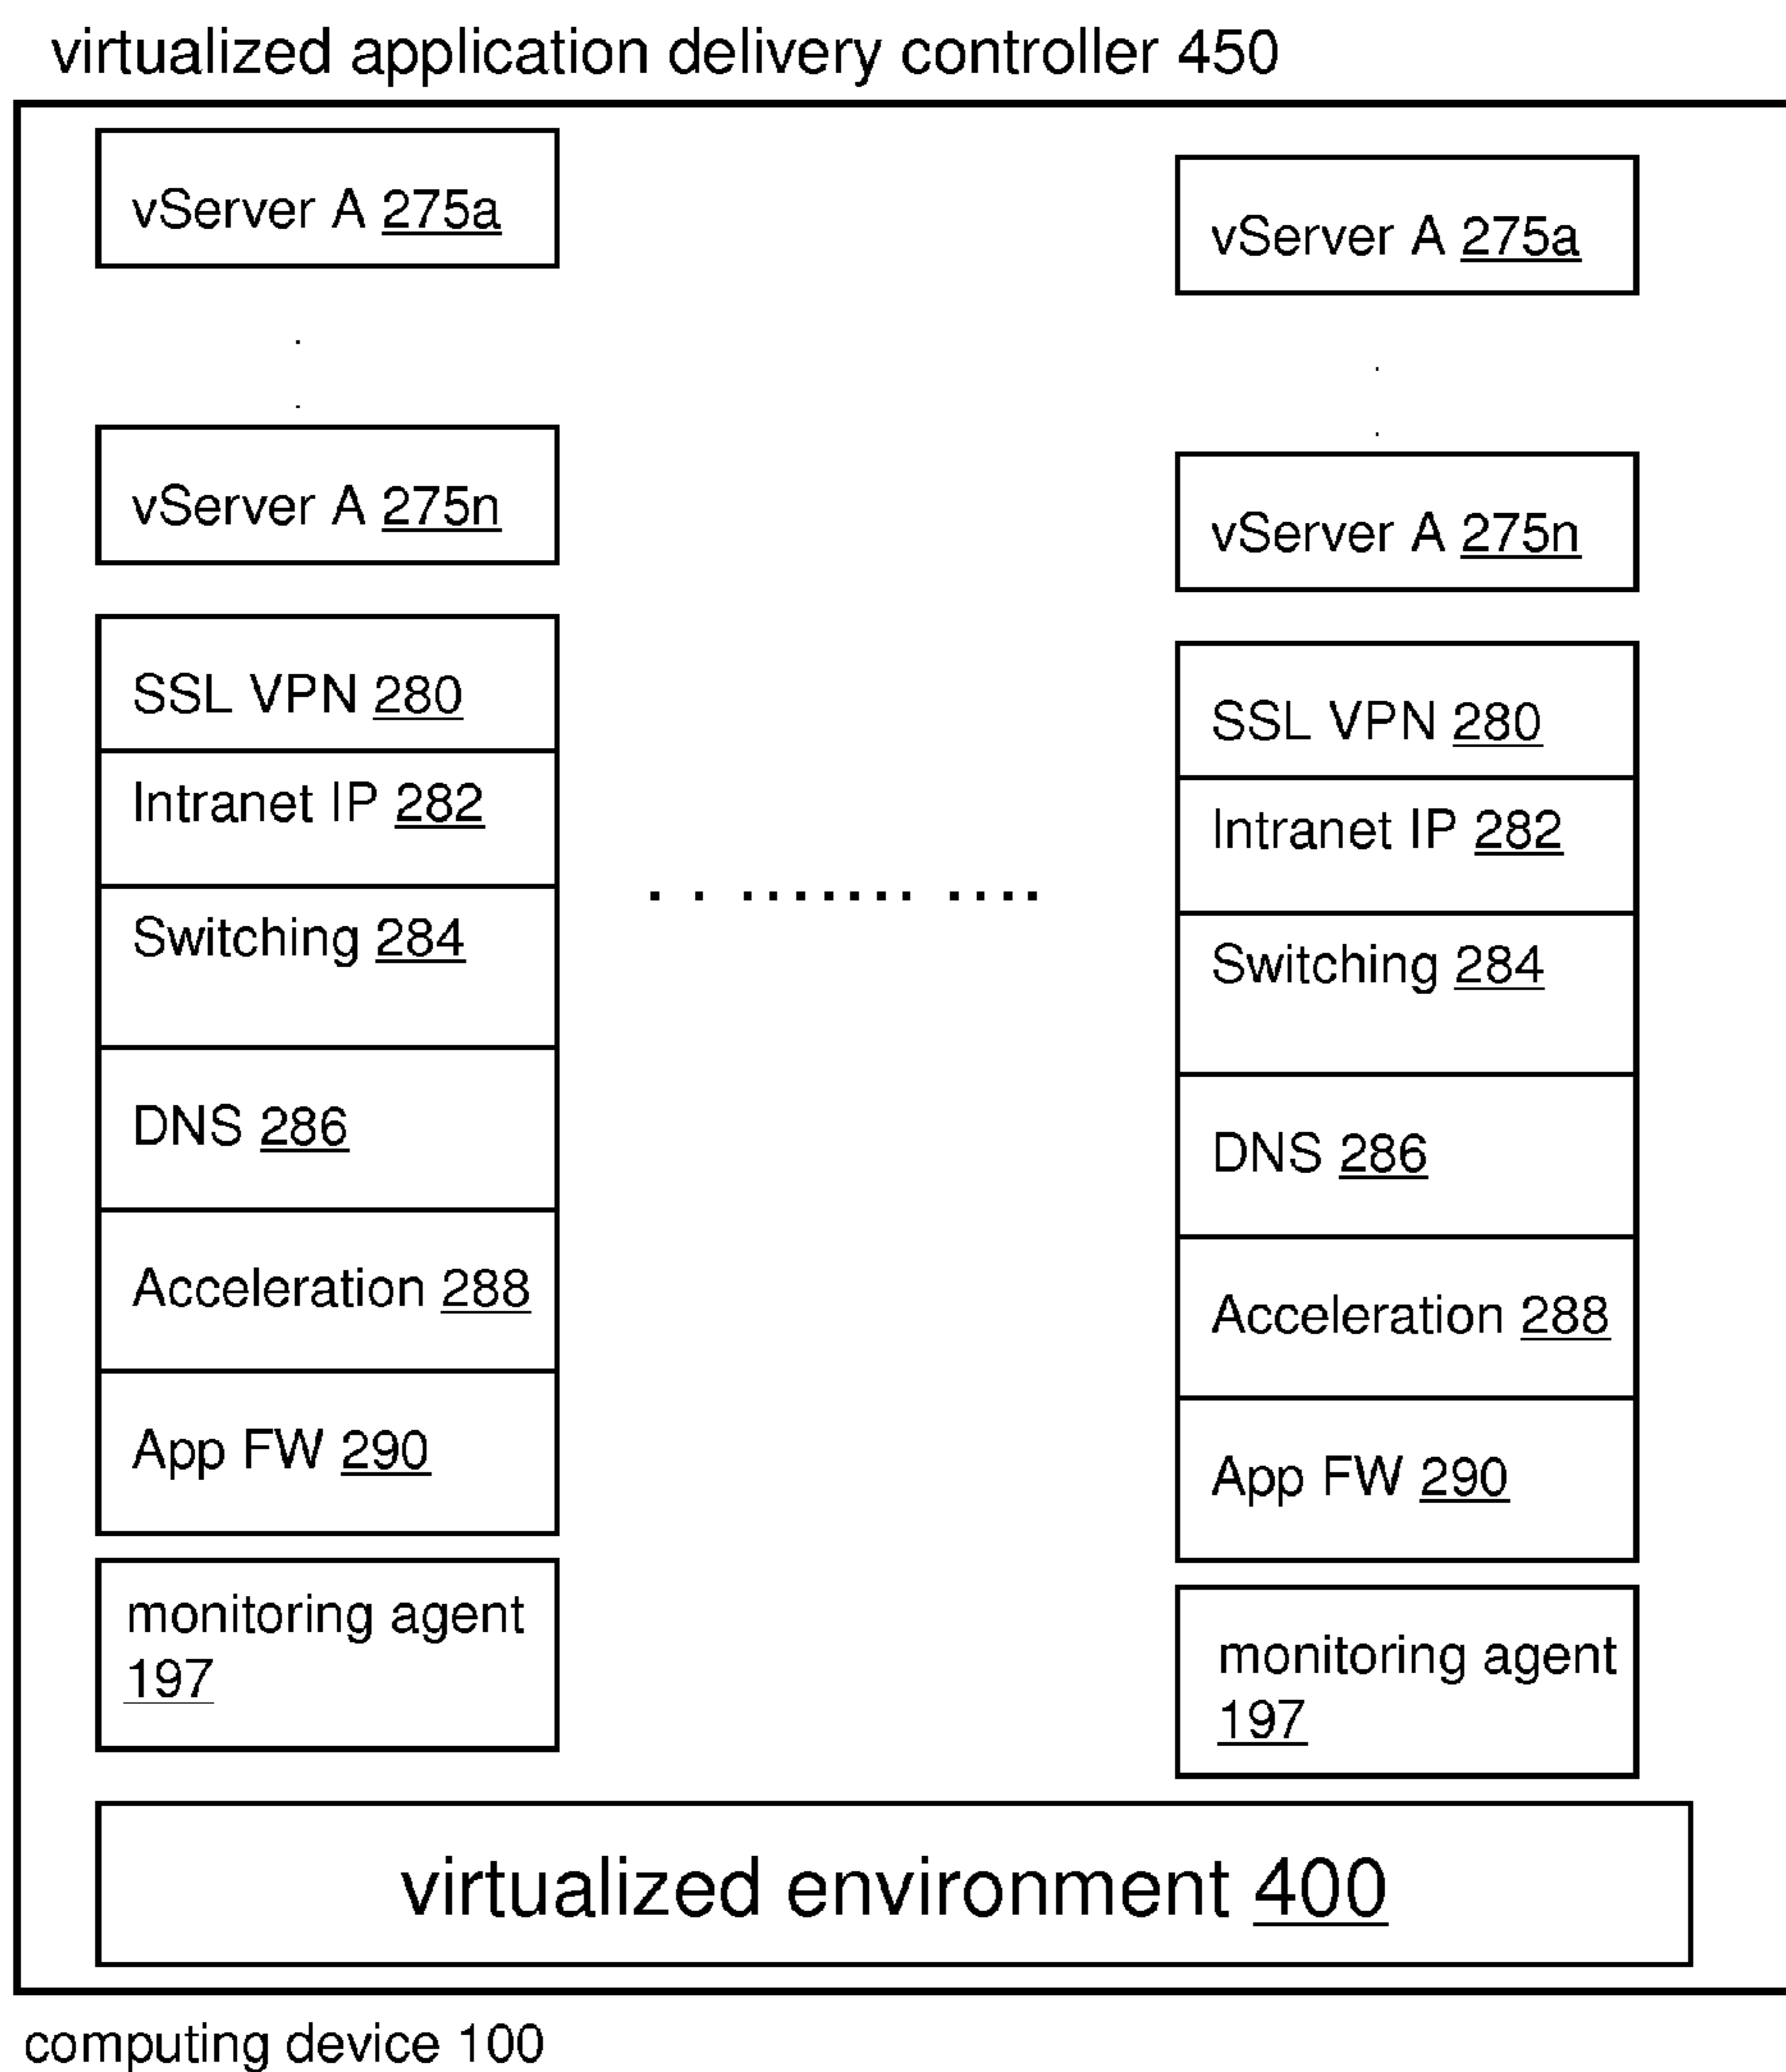 virtualized application delivery controller 450
vServer A 275a
vServer A 275n
SSL VPN 280
Intranet IP 282
Switching 284
DNS 286
Acceleration 288
App FW 290
monitoring agent
197
vServer A 275a
vServer A 275n
SSL VPN 280
Intranet IP 282
Switching 284
DNS 286
Acceleration 288
App FW 290
monitoring agent
197
virtualized environment 400
computing device 100